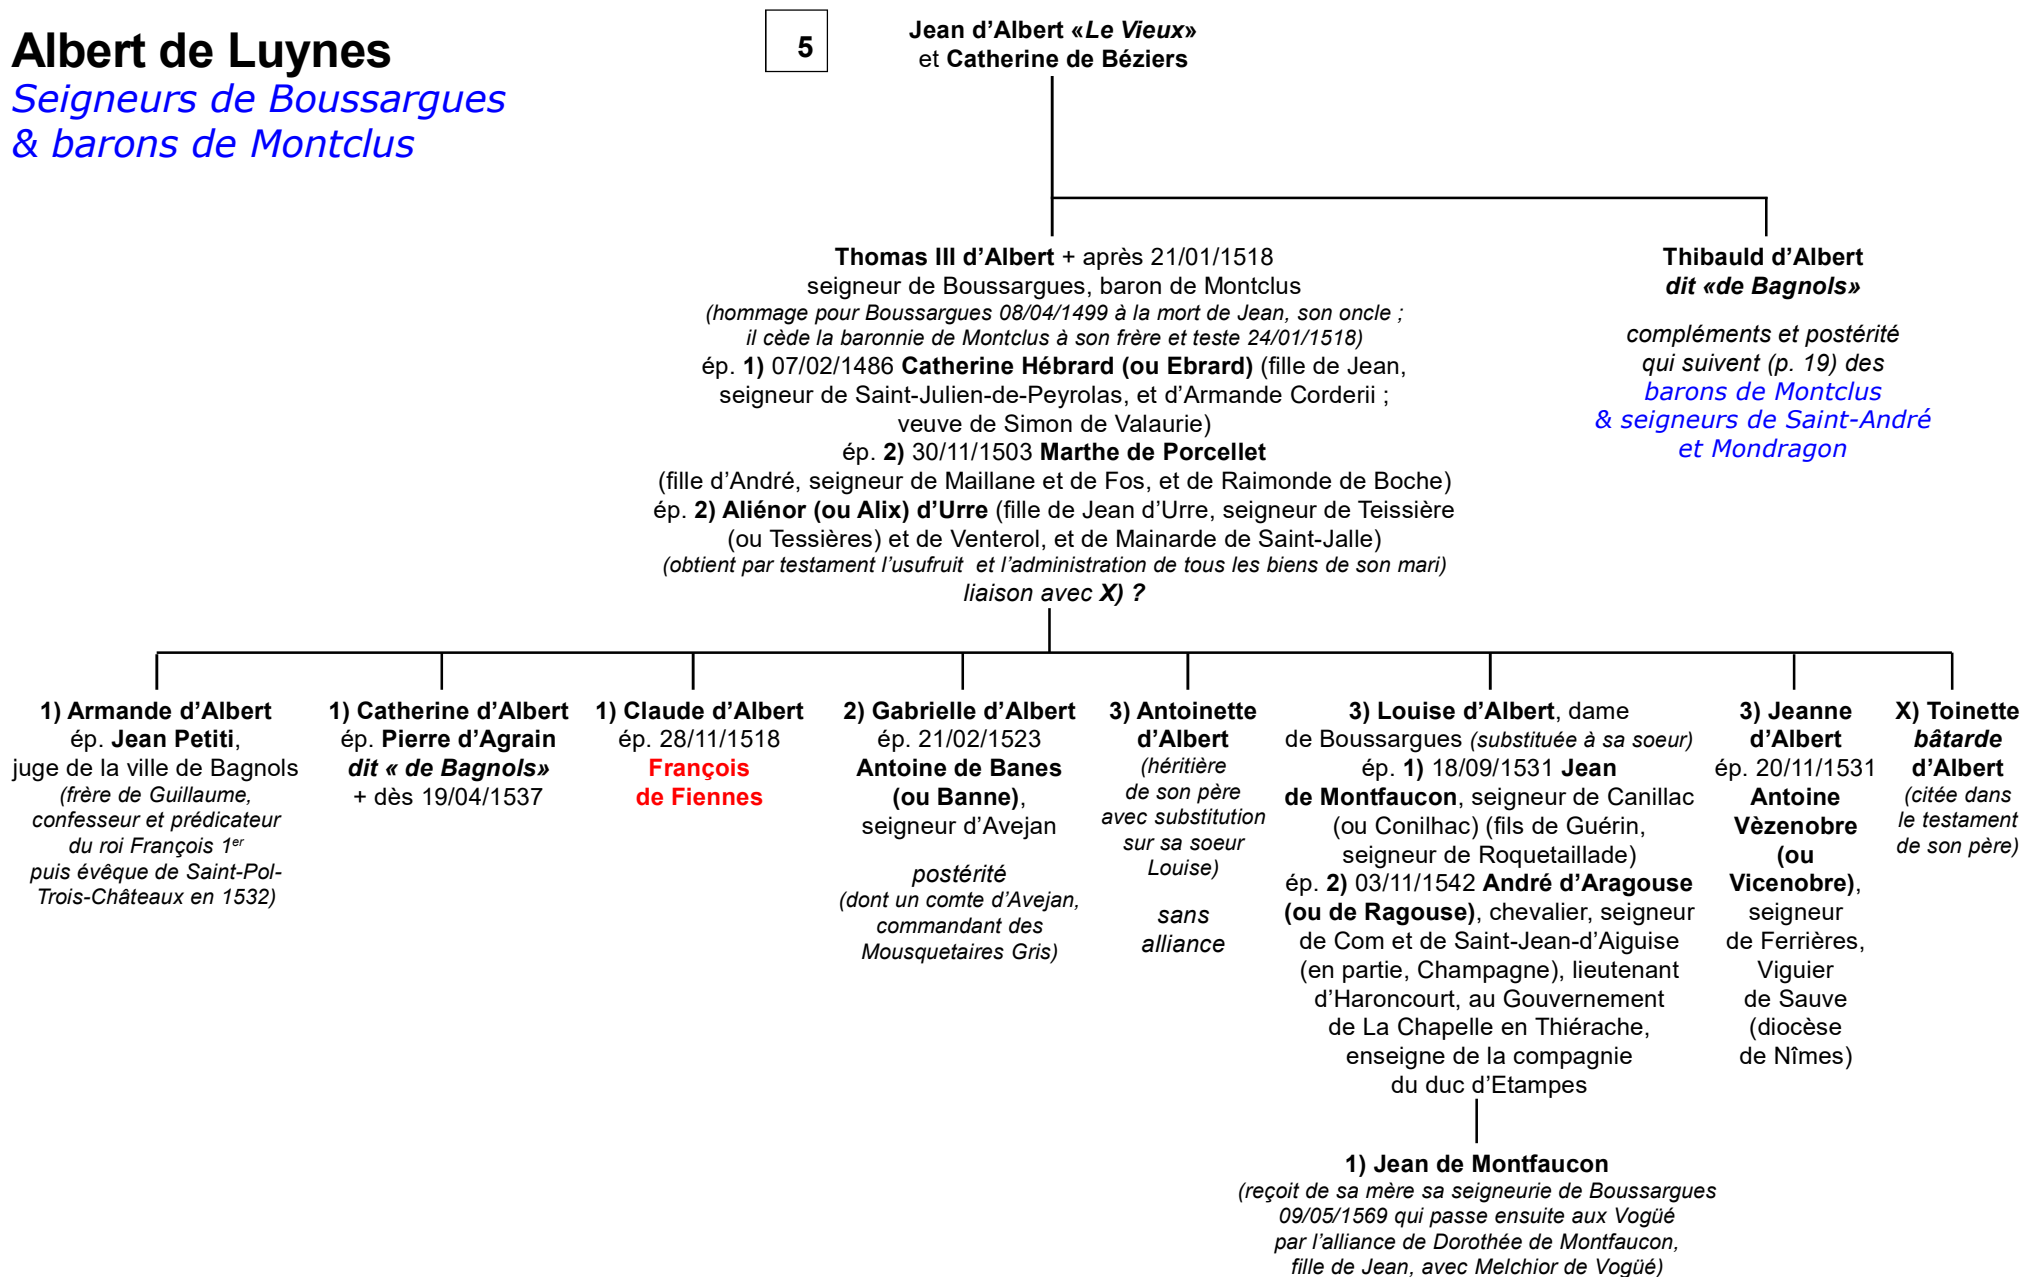 Albert de Luynes
Seigneurs de Boussargues
& barons de Montclus
5
Jean d’Albert «Le Vieux»
et Catherine de Béziers
Thomas III d’Albert + après 21/01/1518
seigneur de Boussargues, baron de Montclus
(hommage pour Boussargues 08/04/1499 à la mort de Jean, son oncle ;
il cède la baronnie de Montclus à son frère et teste 24/01/1518)
ép. 1) 07/02/1486 Catherine Hébrard (ou Ebrard) (fille de Jean,
seigneur de Saint-Julien-de-Peyrolas, et d’Armande Corderii ;
veuve de Simon de Valaurie)
ép. 2) 30/11/1503 Marthe de Porcellet
(fille d’André, seigneur de Maillane et de Fos, et de Raimonde de Boche)
ép. 2) Aliénor (ou Alix) d’Urre (fille de Jean d’Urre, seigneur de Teissière
(ou Tessières) et de Venterol, et de Mainarde de Saint-Jalle)
(obtient par testament l’usufruit et l’administration de tous les biens de son mari)
liaison avec X) ?
Thibauld d’Albert
dit «de Bagnols»
compléments et postérité
qui suivent (p. 19) des
barons de Montclus
& seigneurs de Saint-André
et Mondragon
1) Armande d’Albert
ép. Jean Petiti,
juge de la ville de Bagnols
(frère de Guillaume,
confesseur et prédicateur
du roi François 1er
puis évêque de Saint-Pol-
Trois-Châteaux en 1532)
1) Catherine d’Albert
ép. Pierre d’Agrain
dit « de Bagnols»
+ dès 19/04/1537
1) Claude d’Albert
ép. 28/11/1518
François
de Fiennes
2) Gabrielle d’Albert
ép. 21/02/1523
Antoine de Banes
(ou Banne),
seigneur d’Avejan
postérité
(dont un comte d’Avejan,
commandant des
Mousquetaires Gris)
3) Antoinette
d’Albert
(héritière
de son père
avec substitution
sur sa soeur
Louise)
sans
alliance
3) Louise d’Albert, dame
de Boussargues (substituée à sa soeur)
ép. 1) 18/09/1531 Jean
de Montfaucon, seigneur de Canillac
(ou Conilhac) (fils de Guérin,
seigneur de Roquetaillade)
ép. 2) 03/11/1542 André d’Aragouse
(ou de Ragouse), chevalier, seigneur
de Com et de Saint-Jean-d’Aiguise
(en partie, Champagne), lieutenant
d’Haroncourt, au Gouvernement
de La Chapelle en Thiérache,
enseigne de la compagnie
du duc d’Etampes
3) Jeanne
d’Albert
ép. 20/11/1531
Antoine
Vèzenobre
(ou
Vicenobre),
seigneur
de Ferrières,
Viguier
de Sauve
(diocèse
de Nîmes)
X) Toinette
bâtarde
d’Albert
(citée dans
le testament
de son père)
1) Jean de Montfaucon
(reçoit de sa mère sa seigneurie de Boussargues
09/05/1569 qui passe ensuite aux Vogüé
par l’alliance de Dorothée de Montfaucon,
fille de Jean, avec Melchior de Vogüé)